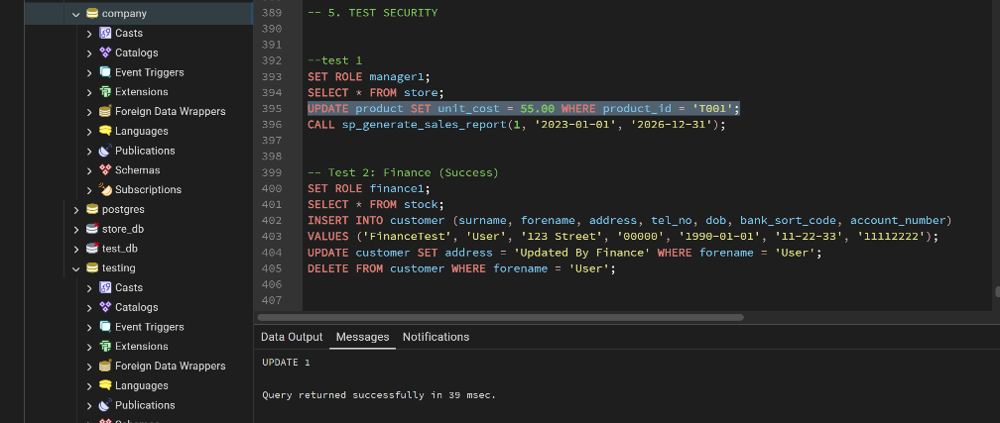 company
Casts
Catalogs
Event Triggers
Extensions
Foreign Data Wrappers
Languages
Publications
Schemas
Subscriptions
postgres
store_db
test_db
testing
Casts
Catalogs
Event Triggers
Extensions
Foreign Data Wrappers
Languages
Publications
389 -- 5. TEST SECURITY
390
391
392 --test 1
393 SET ROLE manager1;
394 SELECT * FROM store;
395 UPDATE product SET unit_cost = 55.00 WHERE product_id = 'T001';
396 CALL sp_generate_sales_report(1, '2023-01-01', '2026-12-31');
397
398
399 -- Test 2: Finance (Success)
400 SET ROLE finance1;
401 SELECT * FROM stock;
402 INSERT INTO customer (surname, forename, address, tel_no, dob, bank_sort_code, account_number)
403 VALUES ('FinanceTest', 'User', '123 Street', '00000', '1990-01-01', '11-22-33', '11112222');
404 UPDATE customer SET address = 'Updated By Finance' WHERE forename = 'User';
405 DELETE FROM customer WHERE forename = 'User';
406
407
Data Output Messages Notifications
UPDATE 1
Query returned successfully in 39 msec.